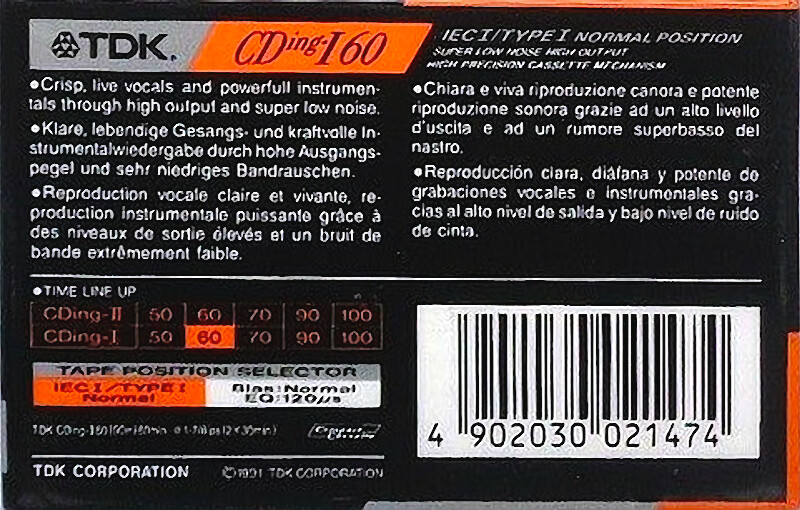 TDK.
CDing-I60
IEC I/TYPE I NORMAL POSITION
SUPER LOW NOISE HIGH OUTPUT
HIGH PRECISION CASSETTE MECHANISM
●Crisp, live vocals and powerfull instrumen-
tals through high output and super low noise.
●Klare, lebendige Gesangs- und kraftvolle In-
strumentalwiedergabe durch hohe Ausgangs-
pegel und sehr niedriges Bandrauschen.
●Reproduction vocale claire et vivante, re-
production instrumentale puissante grâce à
des niveaux de sortie élevés et un bruit de
bande extrêmement faible.
●Chiara e viva riproduzione canora e potente
riproduzione sonora grazie ad un alto livello
d'uscita e ad un rumore superbasso del
nastro.
●Reproducción clara, diáfana y potente de
grabaciones vocales e instrumentales gra-
cias al alto nivel de salida y bajo nivel de ruido
de cinta.
●TIME LINE UP
CDing-II 50 60 70 90 100
CDing-I 50 60 70 90 100
TAPE POSITION SELECTOR
IEC I/TYPE I
Normal
Bias:Normal
EQ:120µs
TDK CDing-I 60
Compact Cassette
TDK CORPORATION ©1991 TDK CORPORATION
4 902030 021474